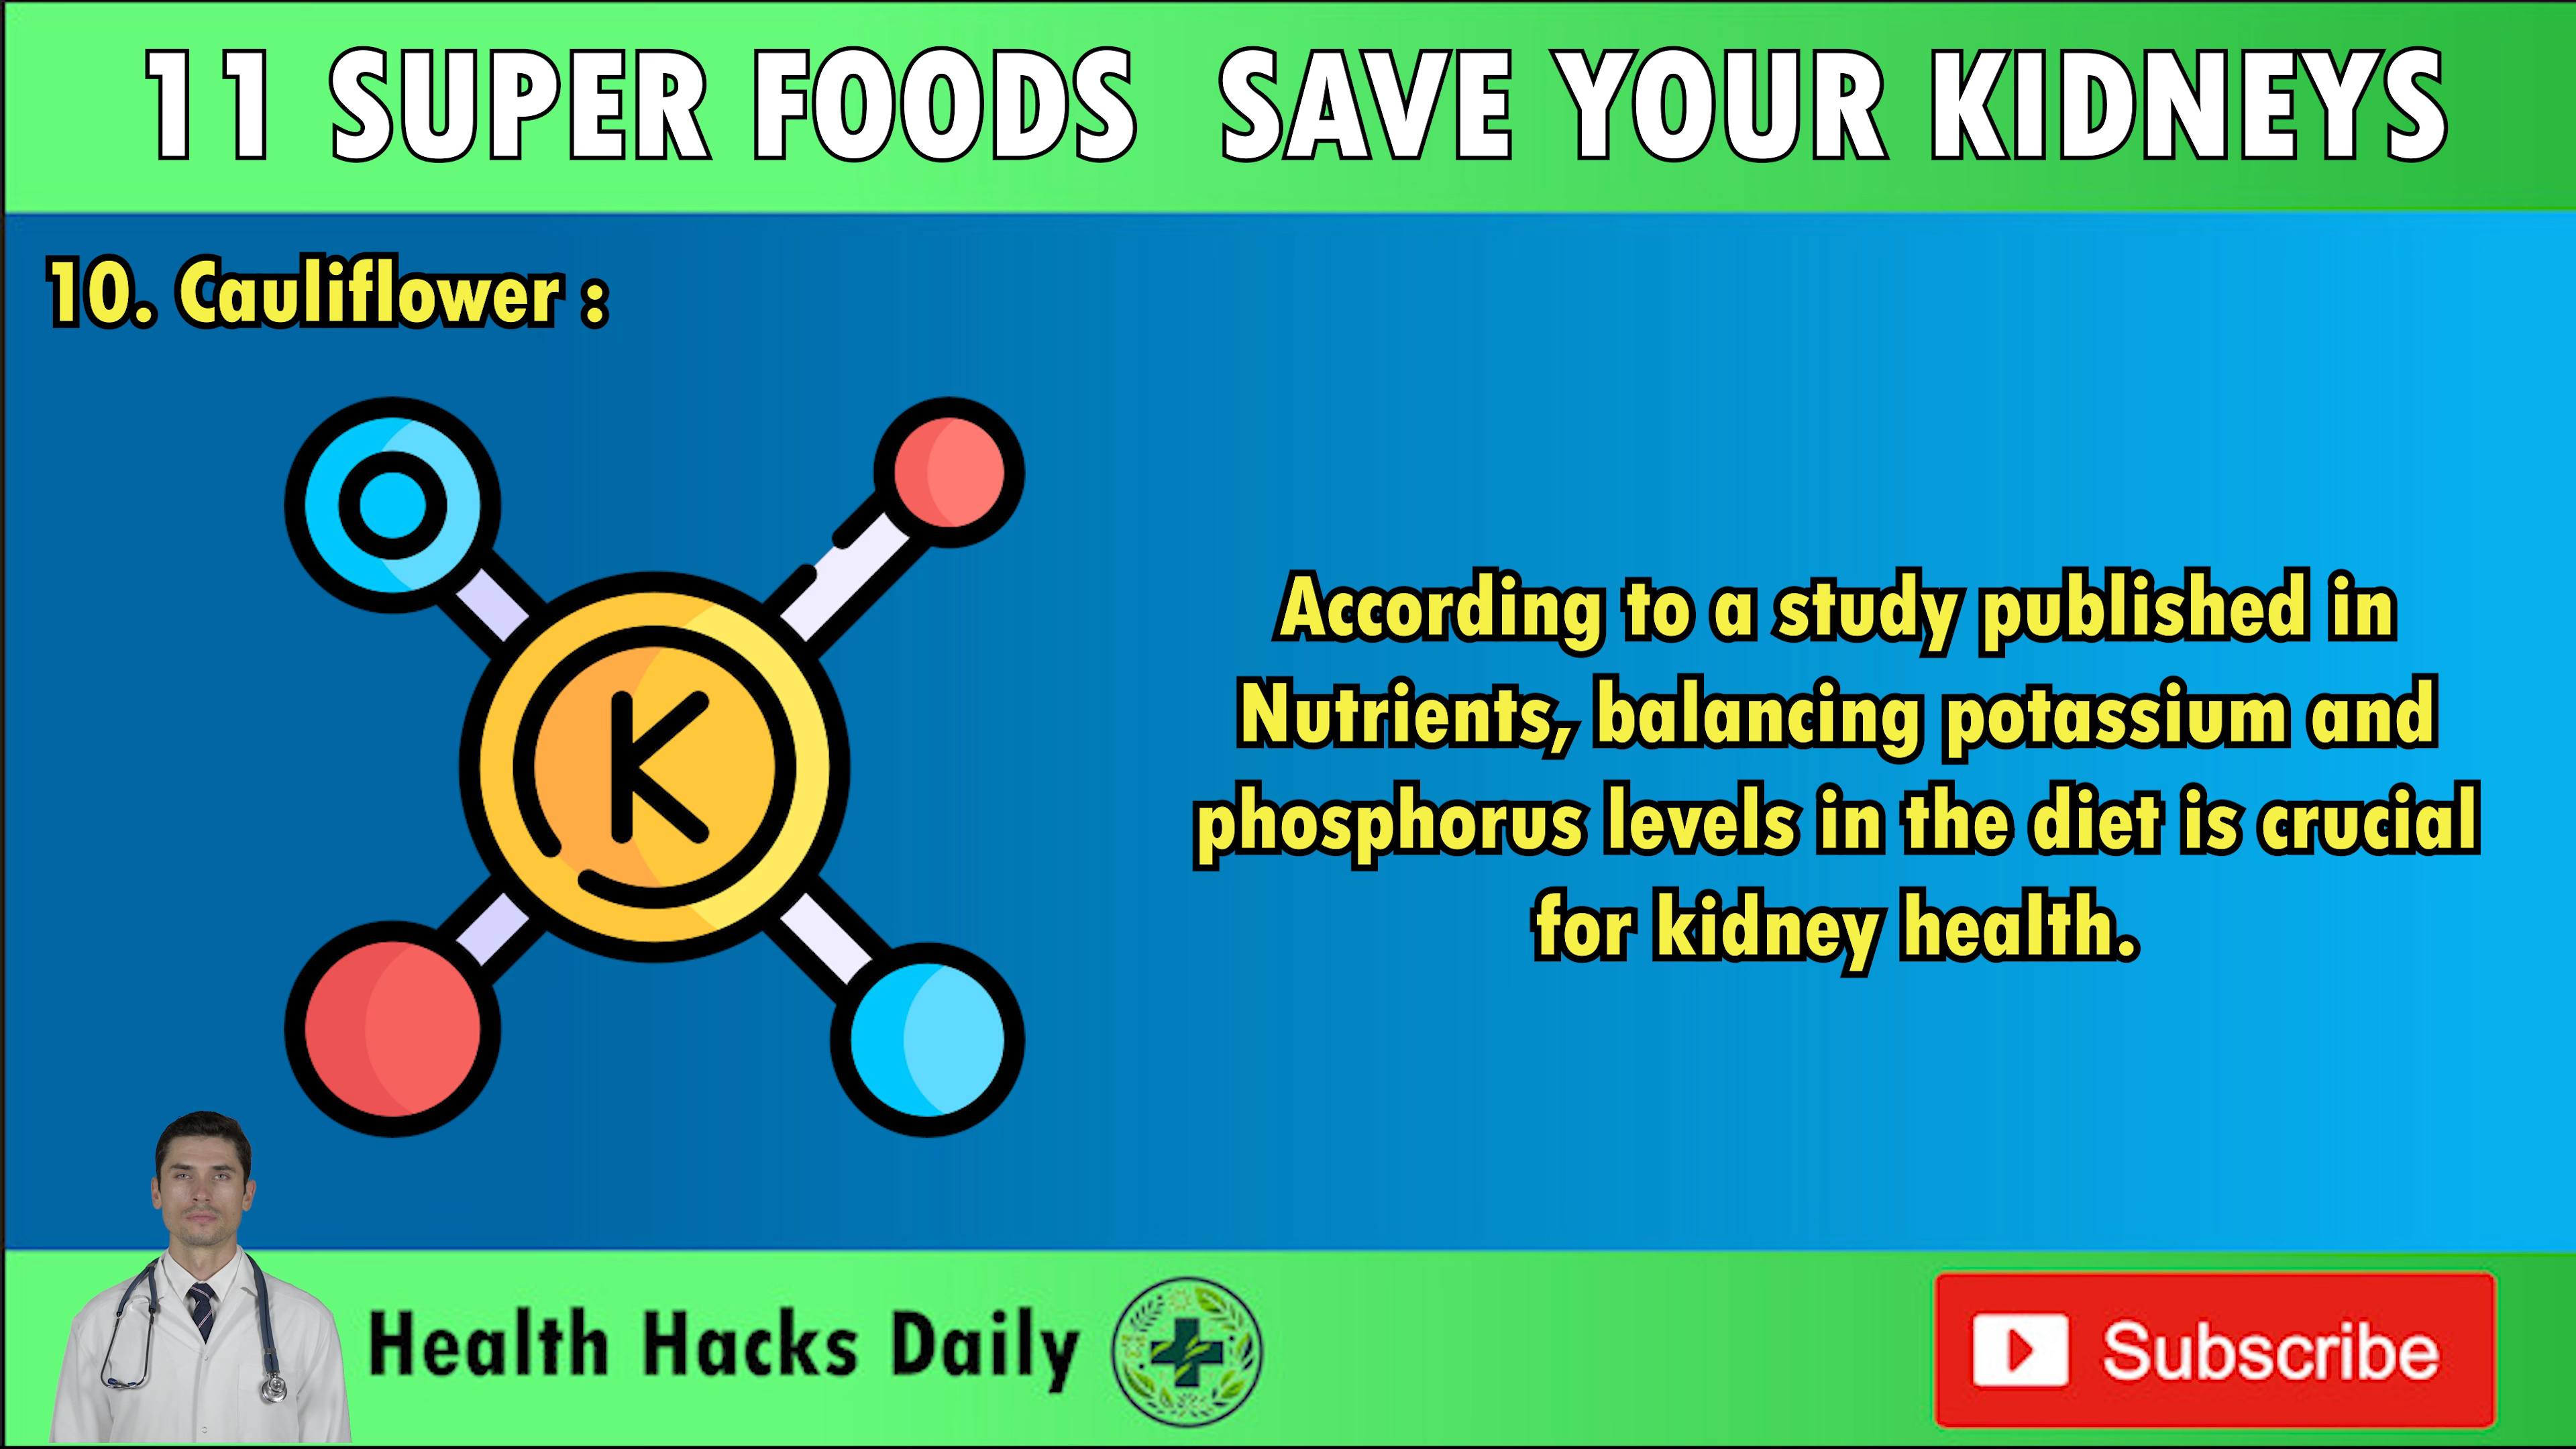 11 SUPER FOODS SAVE YOUR KIDNEYS
10. Cauliflower :
K
According to a study published in
Nutrients, balancing potassium and
phosphorus levels in the diet is crucial
for kidney health.
Health Hacks Daily
Subscribe